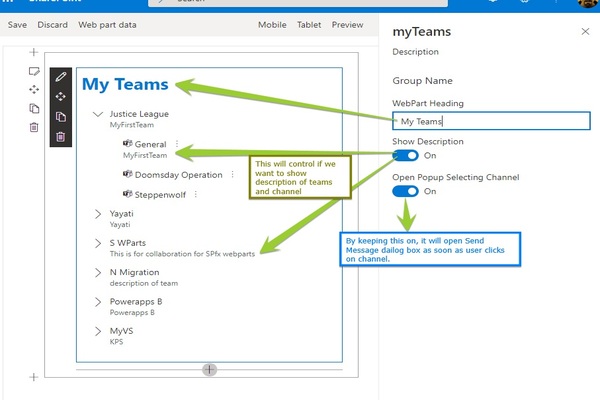 SharePoint
Search
Save Discard Web part data Mobile Tablet Preview
myTeams
Description
Group Name
WebPart Heading
My Teams
Show Description
On
Open Popup Selecting Channel
On
My Teams
Justice League
MyFirstTeam
General
MyFirstTeam
Doomsday Operation
Steppenwolf
Yayati
Yayati
S WParts
This is for collaboration for SPfx webparts
N Migration
description of team
Powerapps B
Powerapps B
MyVS
KPS
This will control if we
want to show
description of teams
and channel
By keeping this on, it will open Send
Message dailog box as soon as user clicks
on channel.